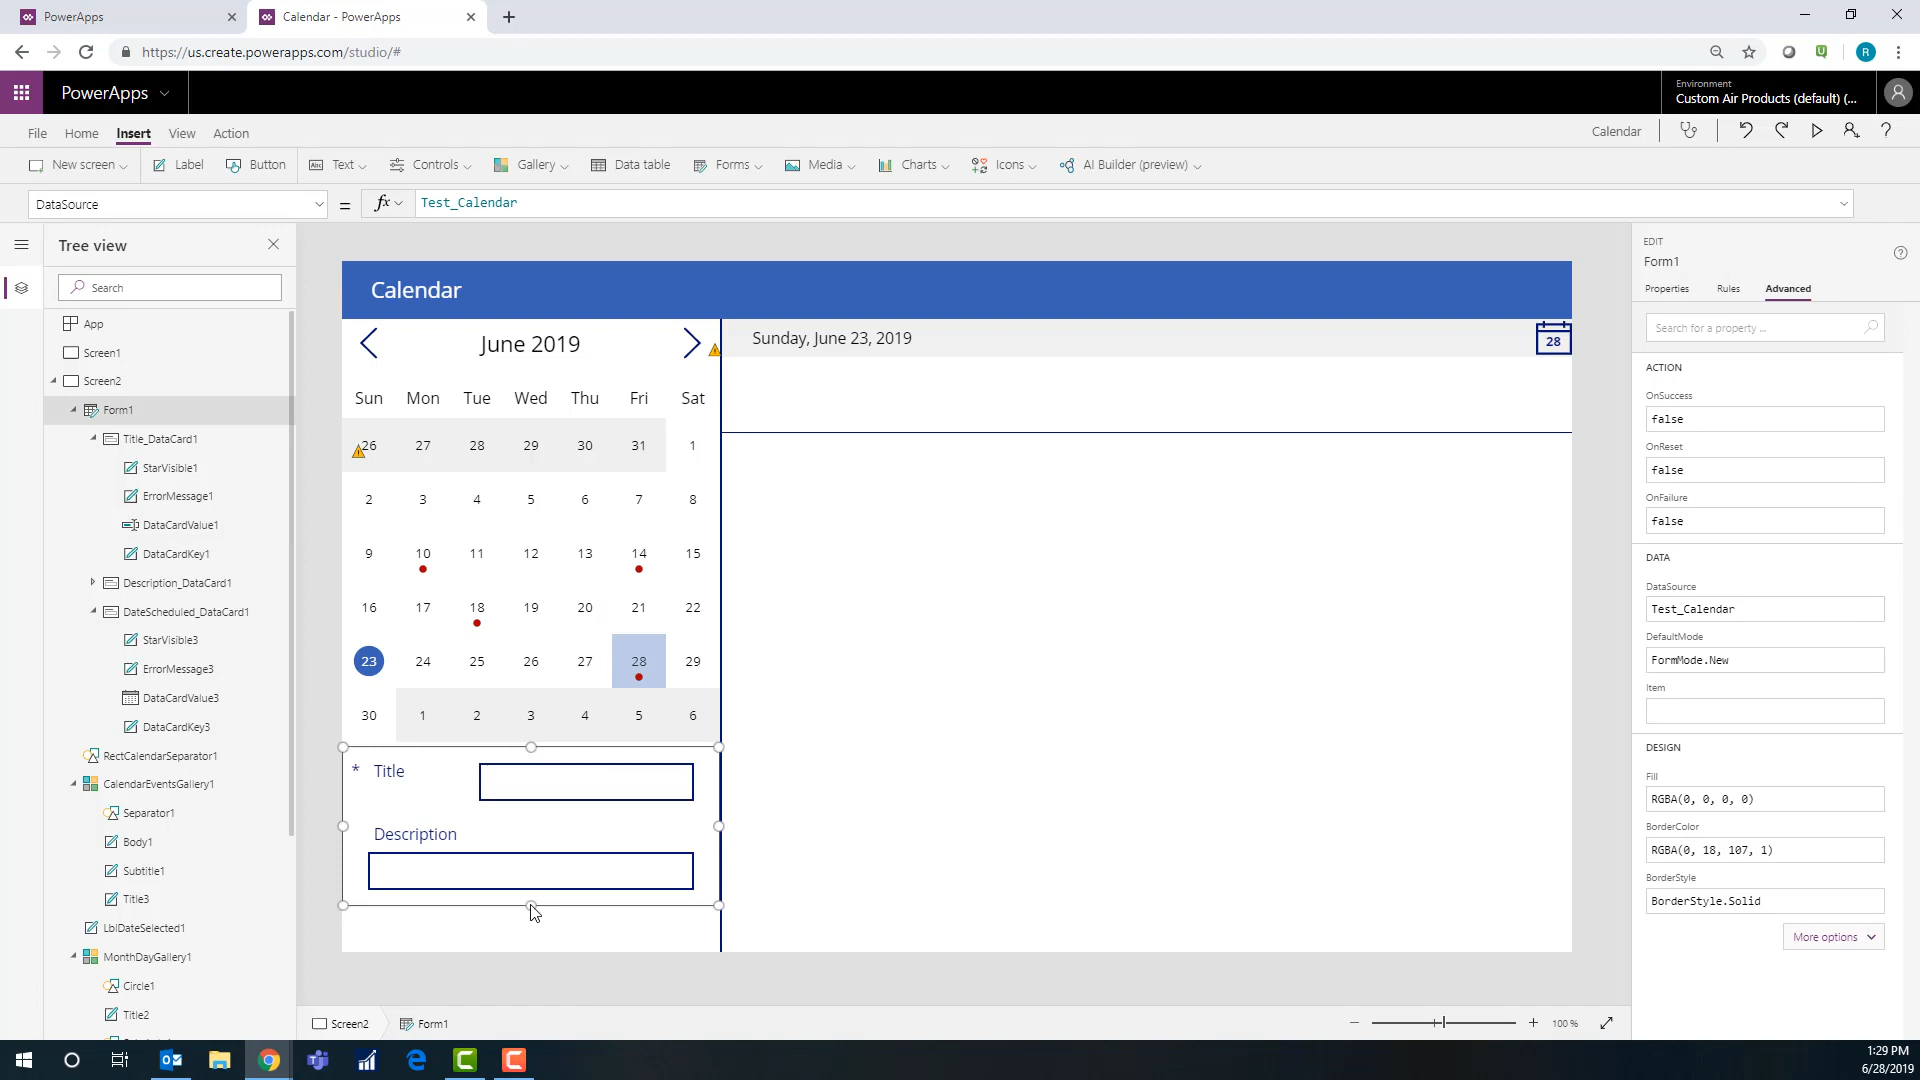 PowerApps
Calendar - PowerApps
https://us.create.powerapps.com/studio/#
R
PowerApps
Environment
Custom Air Products (default) (...
File Home Insert View Action
Calendar
New screen Label Button Text Controls Gallery Data table Forms Media Charts Icons AI Builder (preview)
DataSource = fx Test_Calendar
Tree view
Search
App
Screen1
Screen2
Form1
Title_DataCard1
StarVisible1
ErrorMessage1
DataCardValue1
DataCardKey1
Description_DataCard1
DateScheduled_DataCard1
StarVisible3
ErrorMessage3
DataCardValue3
DataCardKey3
RectCalendarSeparator1
CalendarEventsGallery1
Separator1
Body1
Subtitle1
Title3
LblDateSelected1
MonthDayGallery1
Circle1
Title2
Calendar
June 2019
Sun Mon Tue Wed Thu Fri Sat
26 27 28 29 30 31 1
2 3 4 5 6 7 8
9 10 11 12 13 14 15
16 17 18 19 20 21 22
23 24 25 26 27 28 29
30 1 2 3 4 5 6
* Title
Description
Sunday, June 23, 2019
28
Screen2 Form1
100 %
EDIT
Form1
Properties Rules Advanced
Search for a property ...
ACTION
OnSuccess
false
OnReset
false
OnFailure
false
DATA
DataSource
Test_Calendar
DefaultMode
FormMode.New
Item
DESIGN
Fill
RGBA(0, 0, 0, 0)
BorderColor
RGBA(0, 18, 107, 1)
BorderStyle
BorderStyle.Solid
More options
1:29 PM
6/28/2019